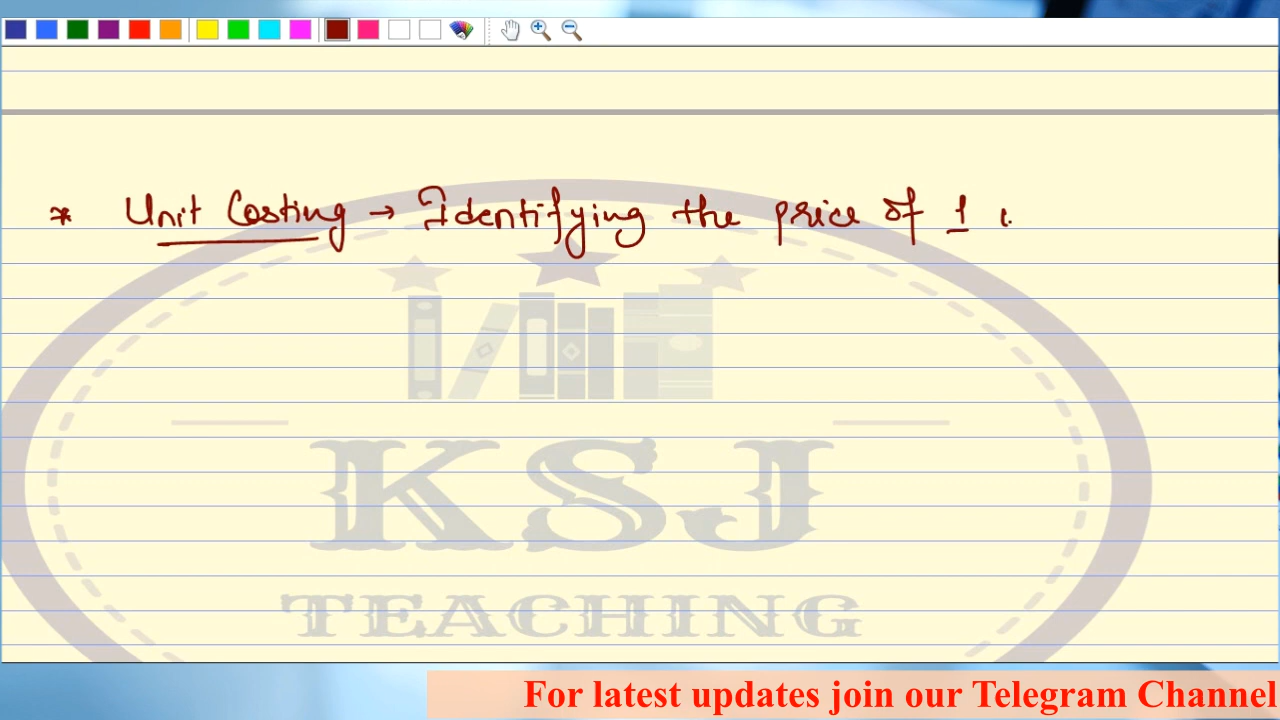 * Unit Costing → Identifying the price of 1
KSJ
TEACHING
For latest updates join our Telegram Channel